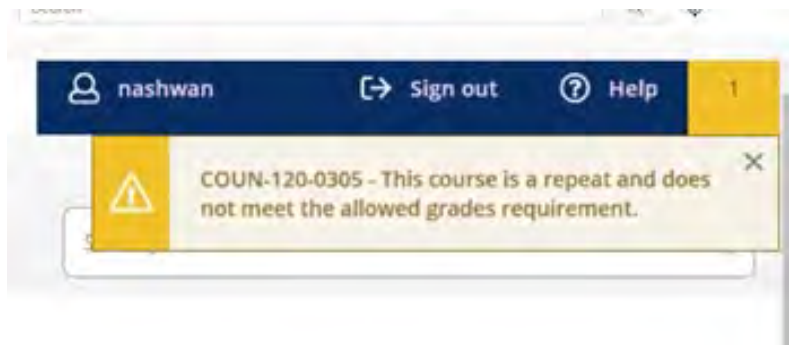 nashwan Sign out Help 1
COUN-120-0305 - This course is a repeat and does
not meet the allowed grades requirement.